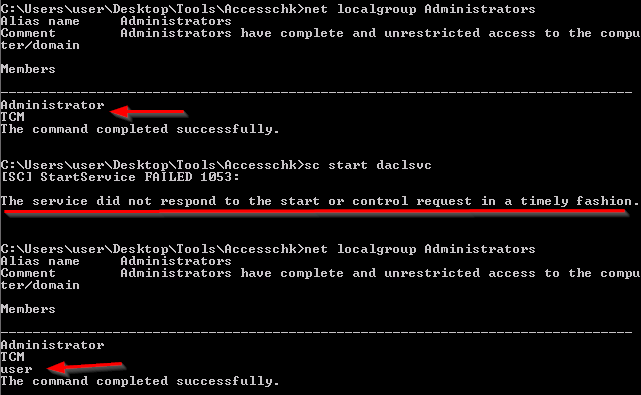 C:\Users\user\Desktop\Tools\Accesschk>net localgroup Administrators
Alias name     Administrators
Comment        Administrators have complete and unrestricted access to the compu
ter/domain
Members
-------------------------------------------------------------------------------
Administrator
TCM
The command completed successfully.
C:\Users\user\Desktop\Tools\Accesschk>sc start daclsvc
[SC] StartService FAILED 1053:
The service did not respond to the start or control request in a timely fashion.
C:\Users\user\Desktop\Tools\Accesschk>net localgroup Administrators
Alias name     Administrators
Comment        Administrators have complete and unrestricted access to the compu
ter/domain
Members
-------------------------------------------------------------------------------
Administrator
TCM
user
The command completed successfully.